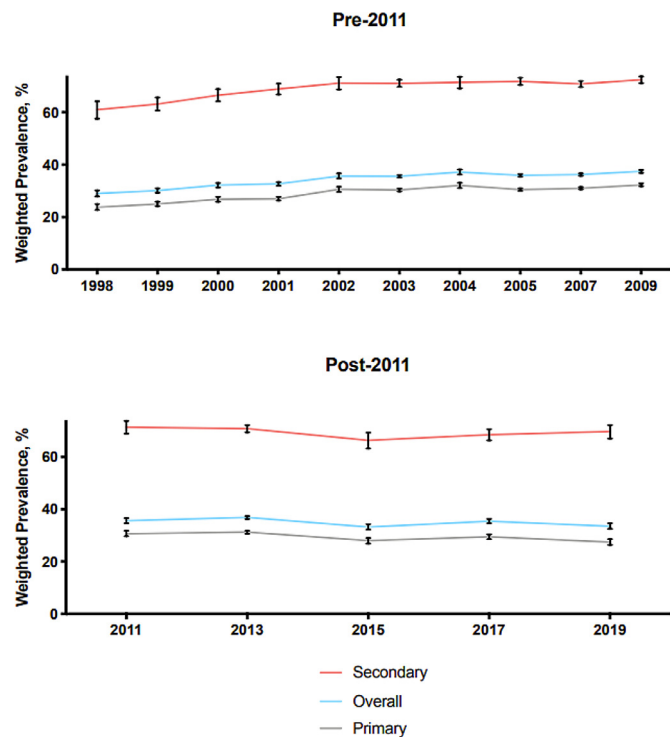 Pre-2011
Weighted Prevalence, %
60
40
20
0
1998 1999 2000 2001 2002 2003 2004 2005 2007 2009
Post-2011
Weighted Prevalence, %
60
40
20
0
2011 2013 2015 2017 2019
Secondary
Overall
Primary